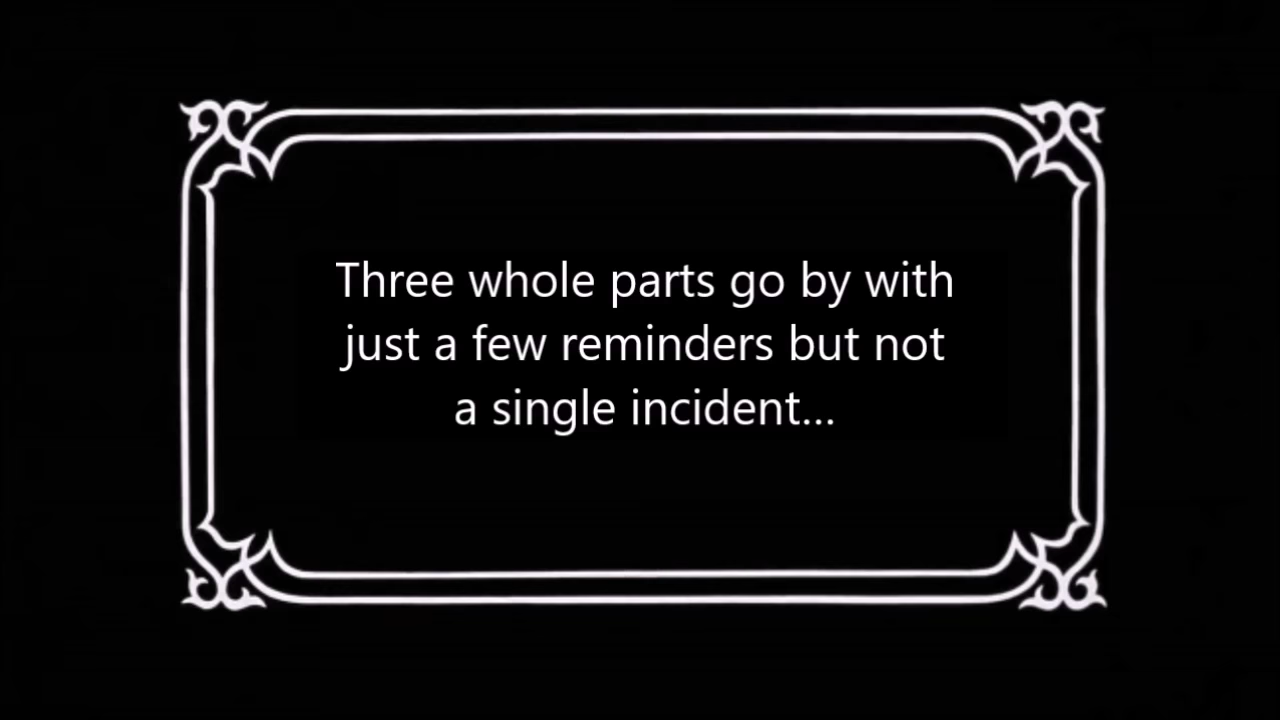 Three whole parts go by with
just a few reminders but not
a single incident...